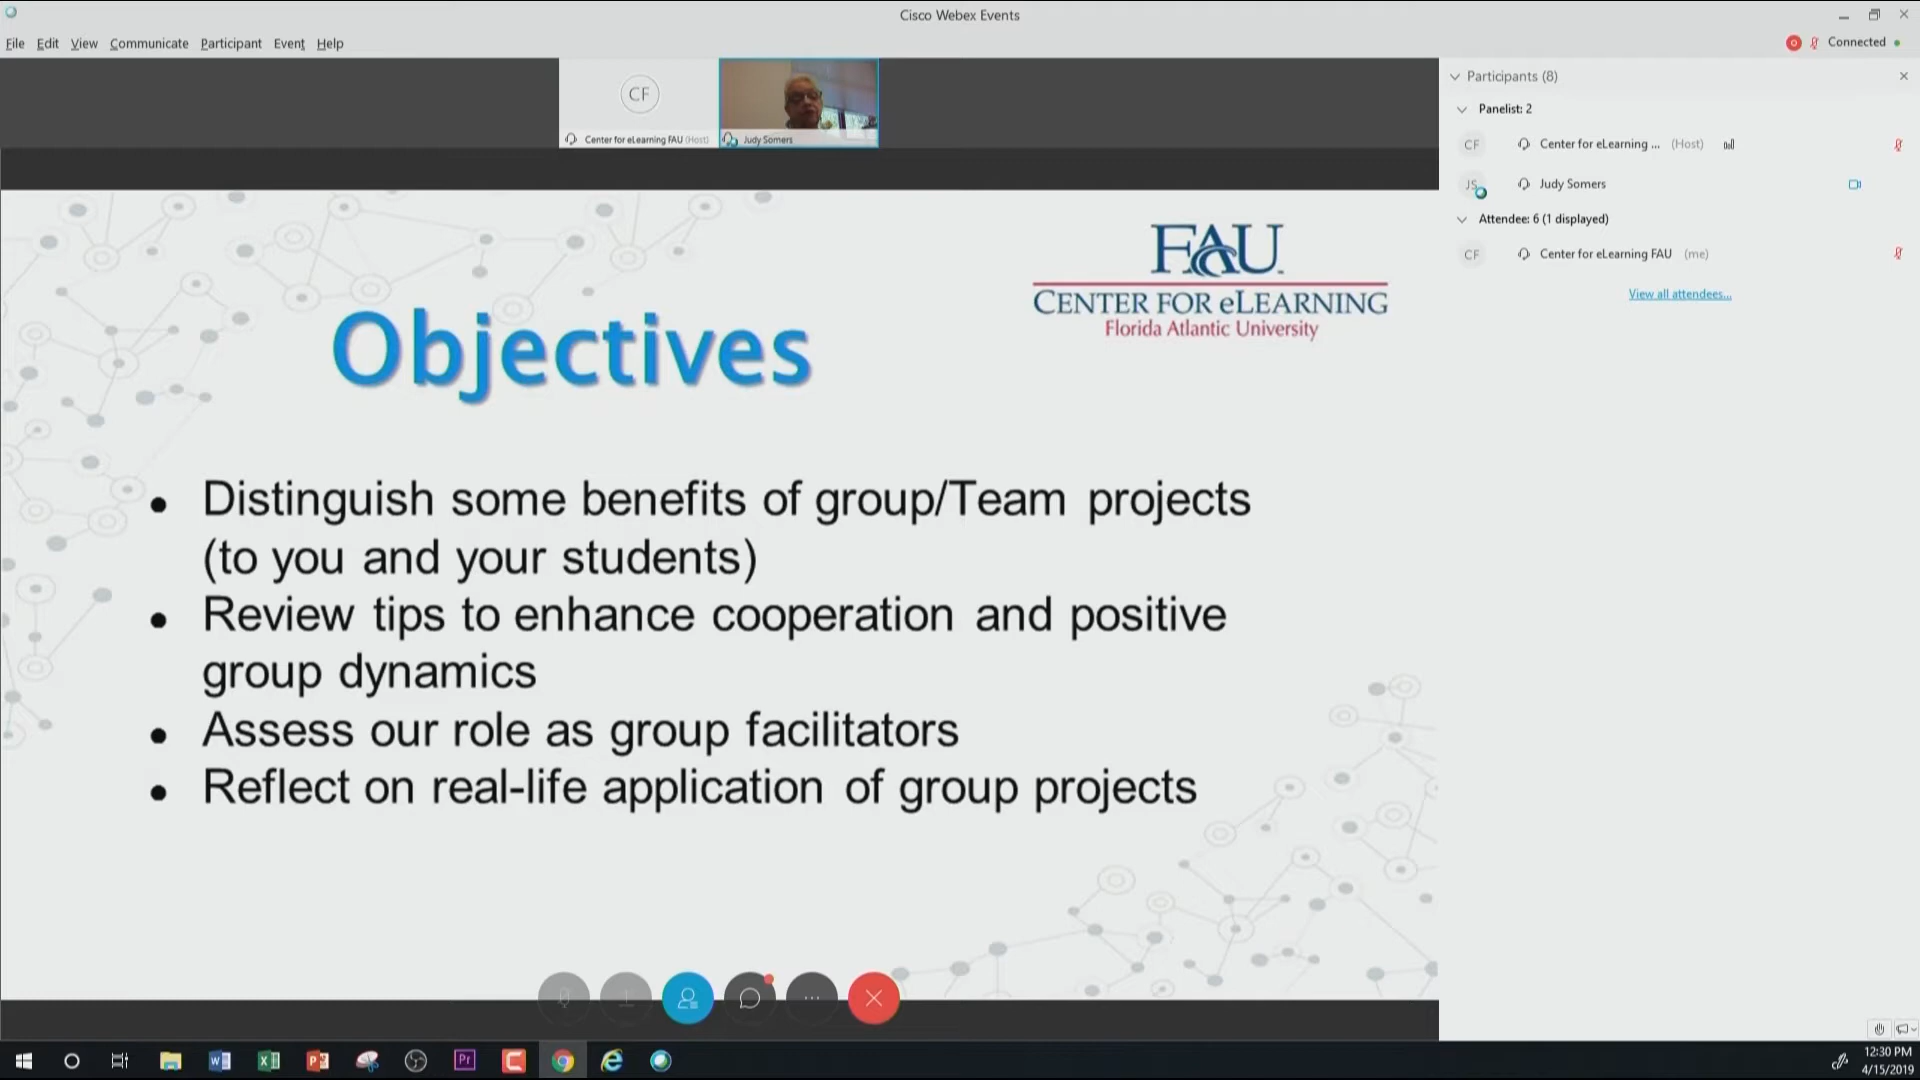 Cisco Webex Events
File Edit View Communicate Participant Event Help
Connected
CF
Center for eLearning FAU (Host)
Judy Somers
Participants (8)
Panelist: 2
CF Center for eLearning ... (Host)
JS Judy Somers
Attendee: 6 (1 displayed)
CF Center for eLearning FAU (me)
View all attendees...
FAU
CENTER FOR eLEARNING
Florida Atlantic University
Objectives
• Distinguish some benefits of group/Team projects
(to you and your students)
• Review tips to enhance cooperation and positive
group dynamics
• Assess our role as group facilitators
• Reflect on real-life application of group projects
Pr
12:30 PM
4/15/2019